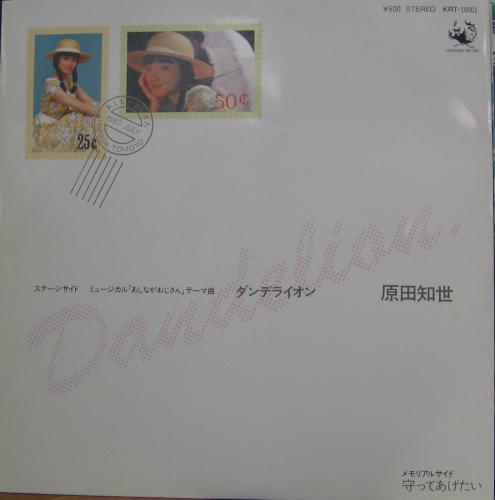 ¥500 STEREO KRT-10001
50¢
25¢
1983 JULY
TOMOYO
Dandelion.
ステージサイド ミュージカル「あしながおじさん」テーマ曲 ダンデライオン 原田知世
メモリアルサイド
守ってあげたい